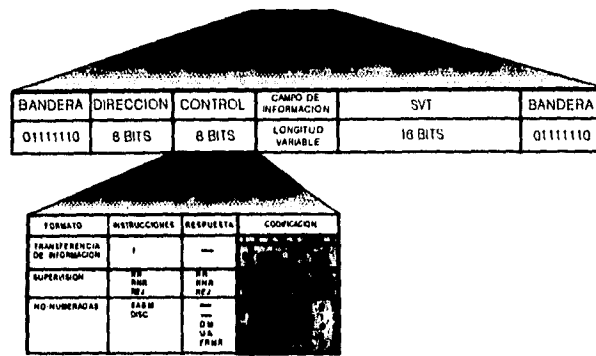 BANDERA DIRECCION CONTROL CAMPO DE INFORMACION SVT BANDERA
01111110 8 BITS 8 BITS LONGITUD VARIABLE 16 BITS 01111110
FORMATO INSTRUCCIONES RESPUESTA CODIFICACION
TRANSFERENCIA DE INFORMACION I —
SUPERVISION RR RR
RNR RNR
REJ REJ
NO-NUMERADAS SABM —
DISC —
DM
UA
FRMR